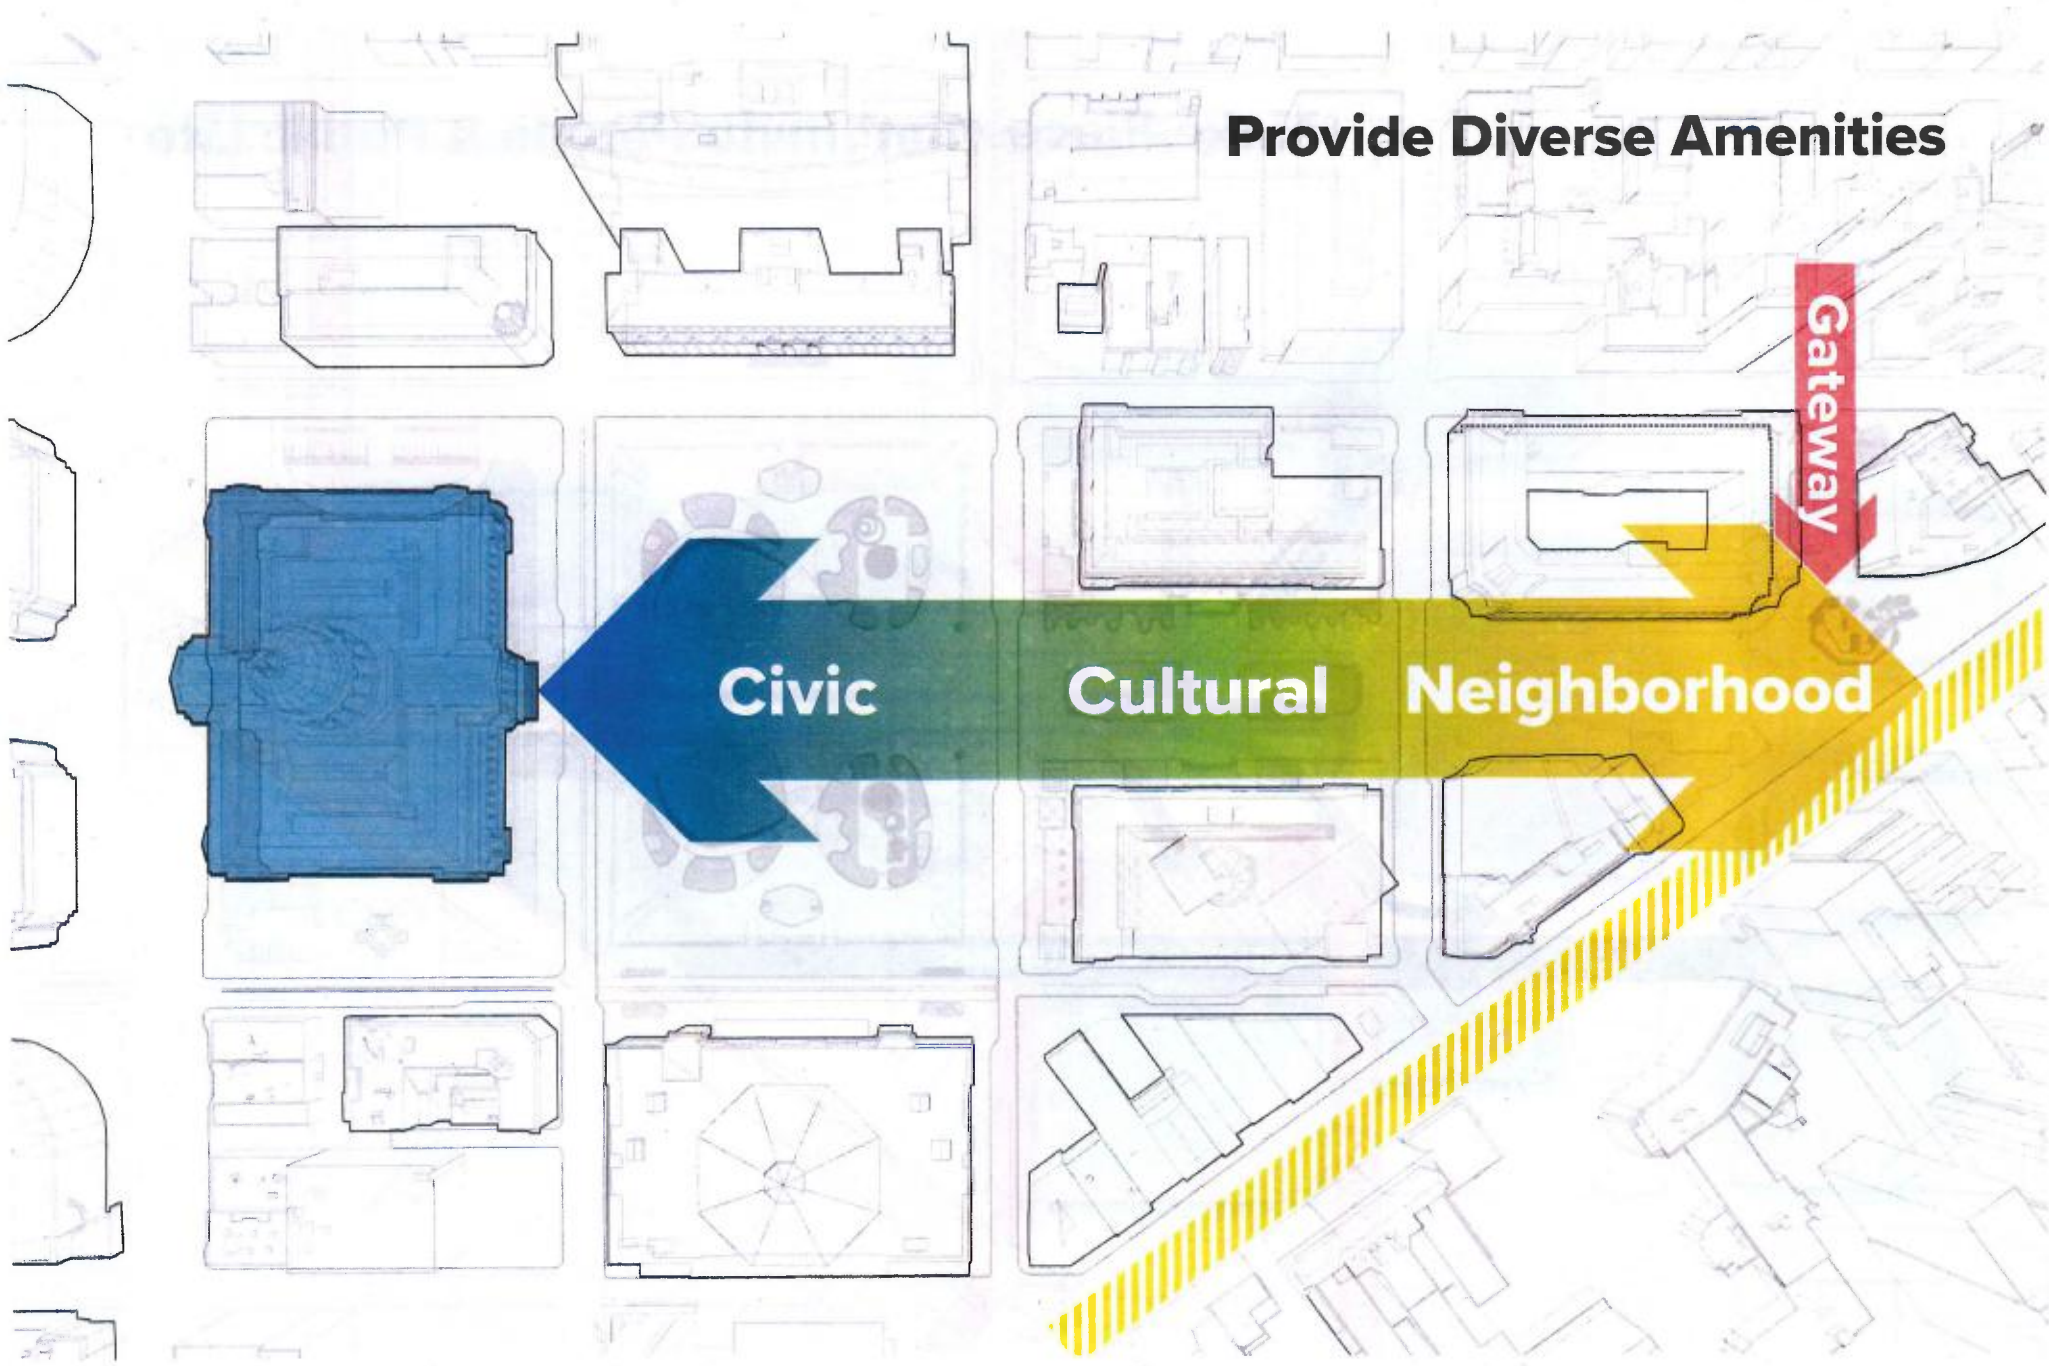 Provide Diverse Amenities
Gateway
Civic
Cultural
Neighborhood